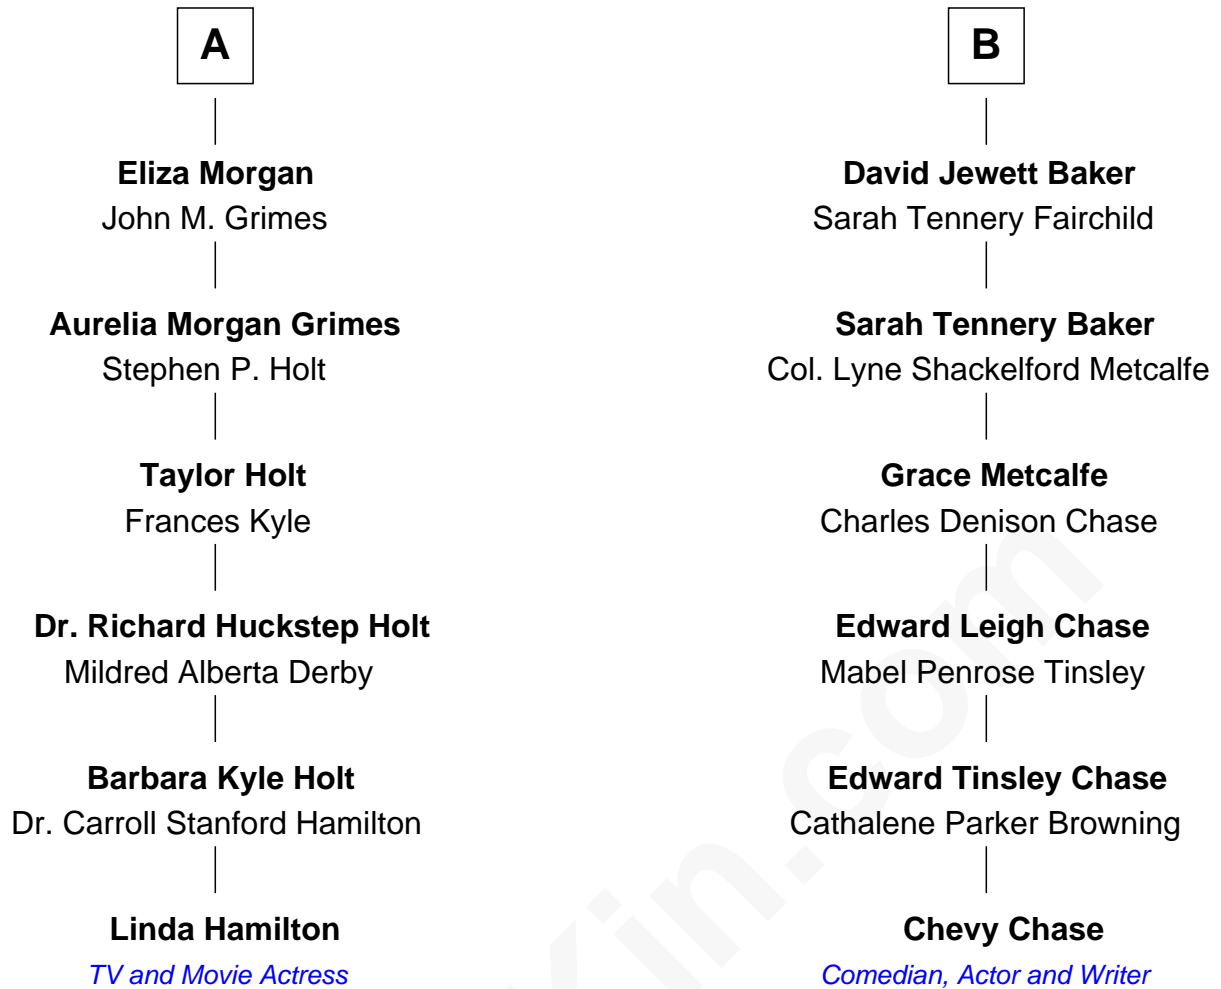 A
Eliza Morgan
John M. Grimes
Aurelia Morgan Grimes
Stephen P. Holt
Taylor Holt
Frances Kyle
Dr. Richard Huckstep Holt
Mildred Alberta Derby
Barbara Kyle Holt
Dr. Carroll Stanford Hamilton
Linda Hamilton
TV and Movie Actress
B
David Jewett Baker
Sarah Tennery Fairchild
Sarah Tennery Baker
Col. Lyne Shackelford Metcalfe
Grace Metcalfe
Charles Denison Chase
Edward Leigh Chase
Mabel Penrose Tinsley
Edward Tinsley Chase
Cathalene Parker Browning
Chevy Chase
Comedian, Actor and Writer
Kin.com